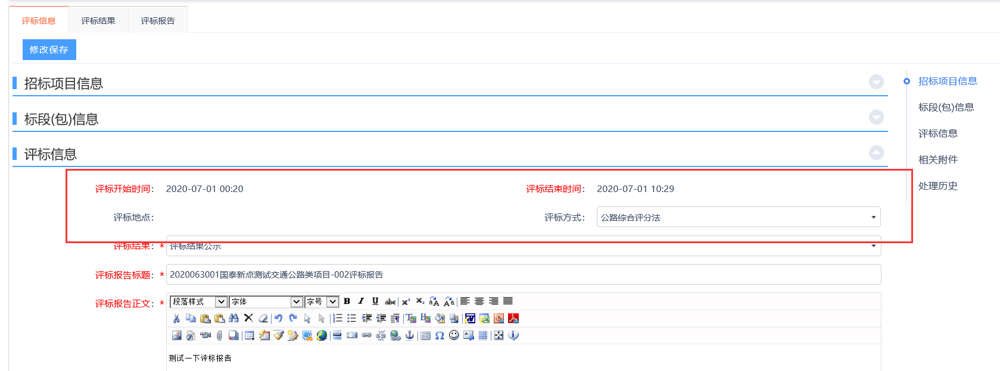 评标信息 评标结果 评标报告
修改保存
招标项目信息
标段(包)信息
评标信息
评标开始时间： 2020-07-01 00:20 评标结束时间： 2020-07-01 10:29
评标地点： 评标方式： 公路综合评分法
评标结果：* 评标结果公示
评标报告标题：* 2020063001国泰新点测试交通公路类项目-002评标报告
评标报告正文：* 段落样式 字体 字号
测试一下评标报告
招标项目信息
标段(包)信息
评标信息
相关附件
处理历史